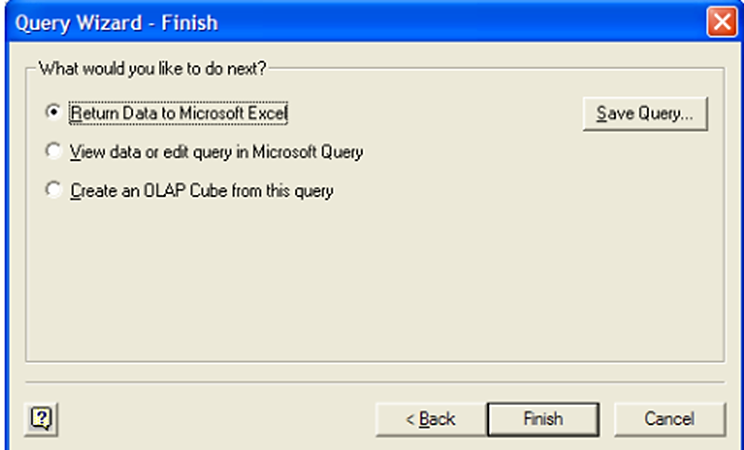 Query Wizard - Finish
What would you like to do next?
Return Data to Microsoft Excel
Save Query...
View data or edit query in Microsoft Query
Create an OLAP Cube from this query
?
< Back
Finish
Cancel